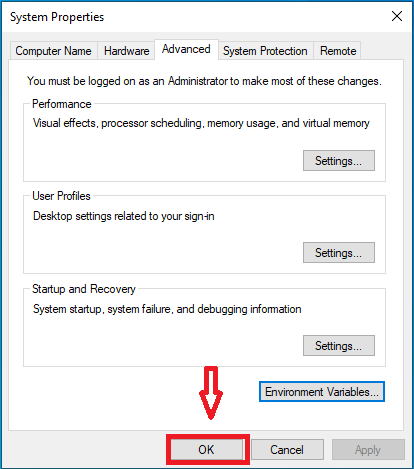 System Properties
Computer Name Hardware Advanced System Protection Remote
You must be logged on as an Administrator to make most of these changes.
Performance
Visual effects, processor scheduling, memory usage, and virtual memory
Settings...
User Profiles
Desktop settings related to your sign-in
Settings...
Startup and Recovery
System startup, system failure, and debugging information
Settings...
Environment Variables...
OK Cancel Apply